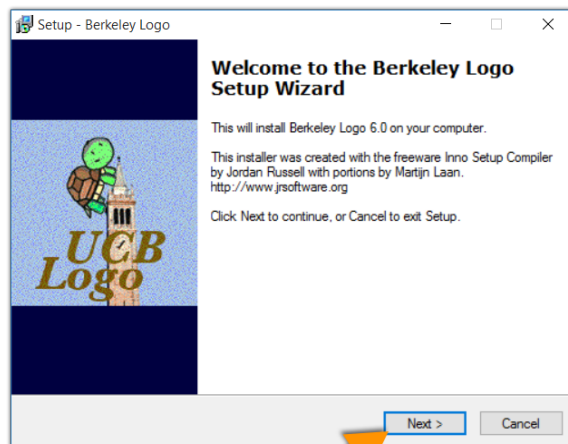 Setup - Berkeley Logo
Welcome to the Berkeley Logo
Setup Wizard
This will install Berkeley Logo 6.0 on your computer.
This installer was created with the freeware Inno Setup Compiler
by Jordan Russell with portions by Martijn Laan.
http://www.jrsoftware.org
Click Next to continue, or Cancel to exit Setup.
UCB
Logo
Next >
Cancel